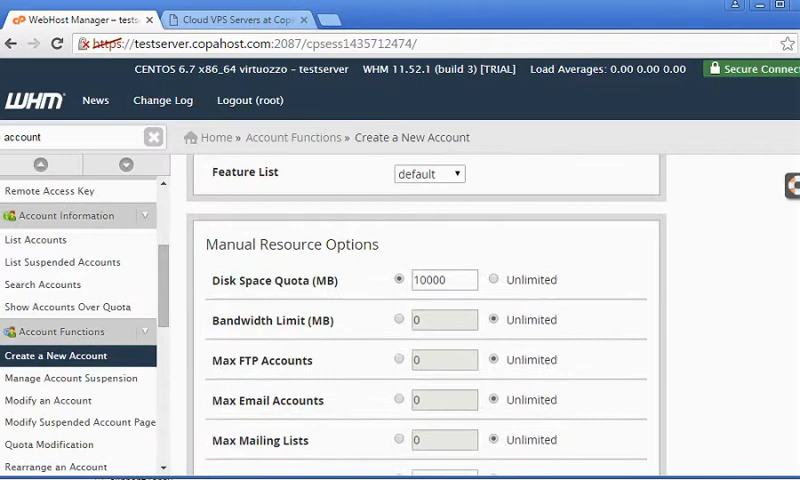 WebHost Manager – tests
Cloud VPS Servers at Copa
https://testserver.copahost.com:2087/cpsess1435712474/
CENTOS 6.7 x86_64 virtuozzo – testserver
WHM 11.52.1 (build 3) [TRIAL]
Load Averages: 0.00 0.00 0.00
Secure Connect
WHM
News
Change Log
Logout (root)
account
Home » Account Functions » Create a New Account
Remote Access Key
Account Information
List Accounts
List Suspended Accounts
Search Accounts
Show Accounts Over Quota
Account Functions
Create a New Account
Manage Account Suspension
Modify an Account
Modify Suspended Account Page
Quota Modification
Rearrange an Account
Feature List
default
Manual Resource Options
Disk Space Quota (MB)
10000
Unlimited
Bandwidth Limit (MB)
0
Unlimited
Max FTP Accounts
0
Unlimited
Max Email Accounts
0
Unlimited
Max Mailing Lists
0
Unlimited